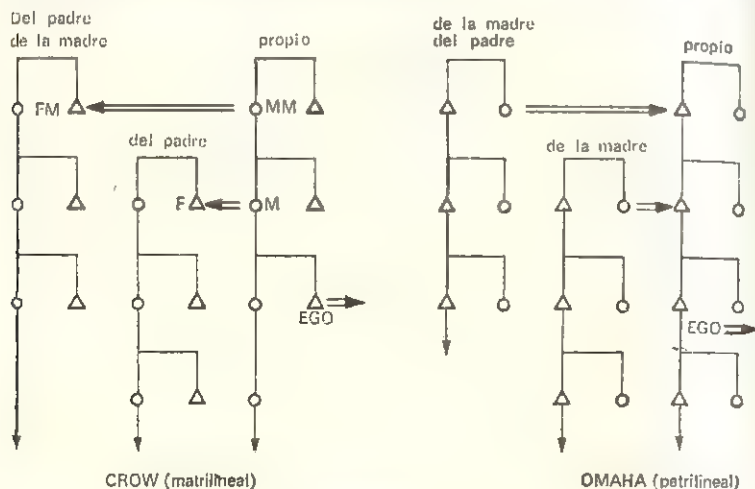 Del padre
de la madre
propio
FM
MM
del padre
F
M
EGO
CROW (matrilineal)
de la madre
del padre
propio
de la madre
EGO
OMAHA (patrilineal)